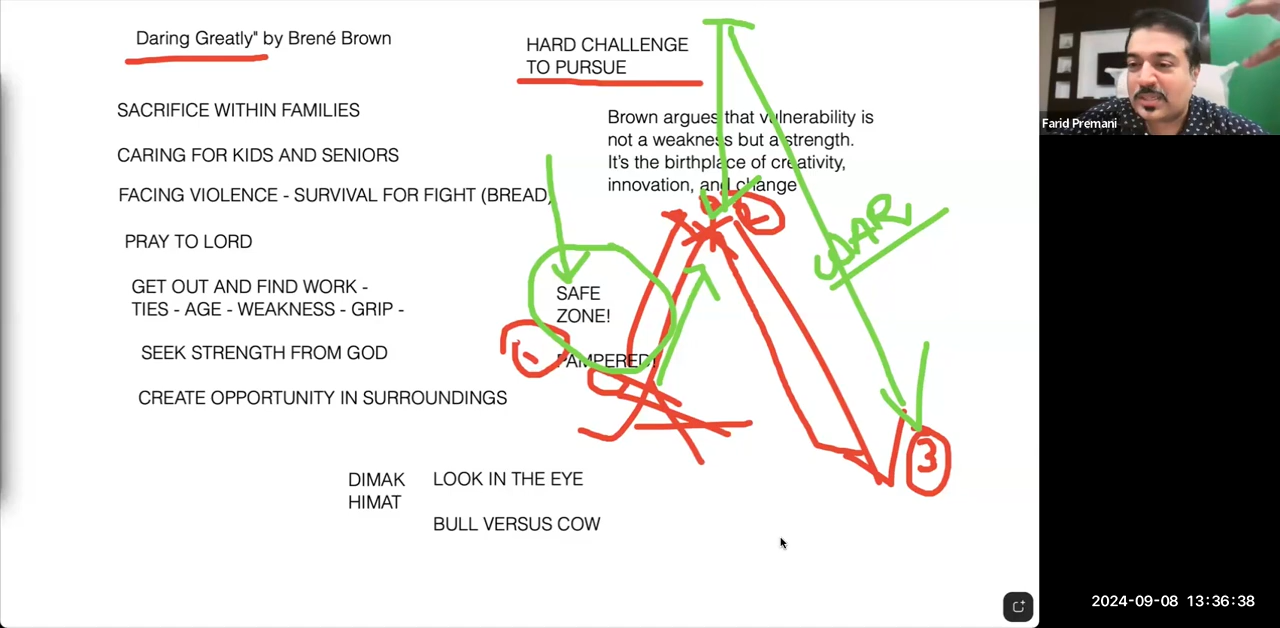 Daring Greatly" by Brené Brown
HARD CHALLENGE
TO PURSUE
SACRIFICE WITHIN FAMILIES
CARING FOR KIDS AND SENIORS
FACING VIOLENCE - SURVIVAL FOR FIGHT (BREAD)
PRAY TO LORD
GET OUT AND FIND WORK -
TIES - AGE - WEAKNESS - GRIP -
SEEK STRENGTH FROM GOD
CREATE OPPORTUNITY IN SURROUNDINGS
Brown argues that vulnerability is
not a weakness but a strength.
It's the birthplace of creativity,
innovation, and change
2
WAR
SAFE
ZONE!
1
PAMPERED!
3
DIMAK
HIMAT
LOOK IN THE EYE
BULL VERSUS COW
Farid Premani
2024-09-08 13:36:38